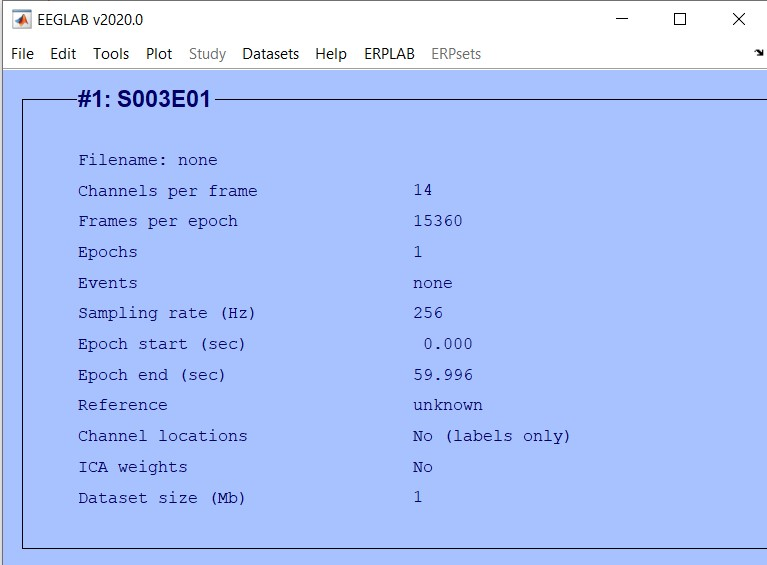 EEGLAB v2020.0
File Edit Tools Plot Study Datasets Help ERPLAB ERPsets
#1: S003E01
Filename: none
Channels per frame 14
Frames per epoch 15360
Epochs 1
Events none
Sampling rate (Hz) 256
Epoch start (sec) 0.000
Epoch end (sec) 59.996
Reference unknown
Channel locations No (labels only)
ICA weights No
Dataset size (Mb) 1